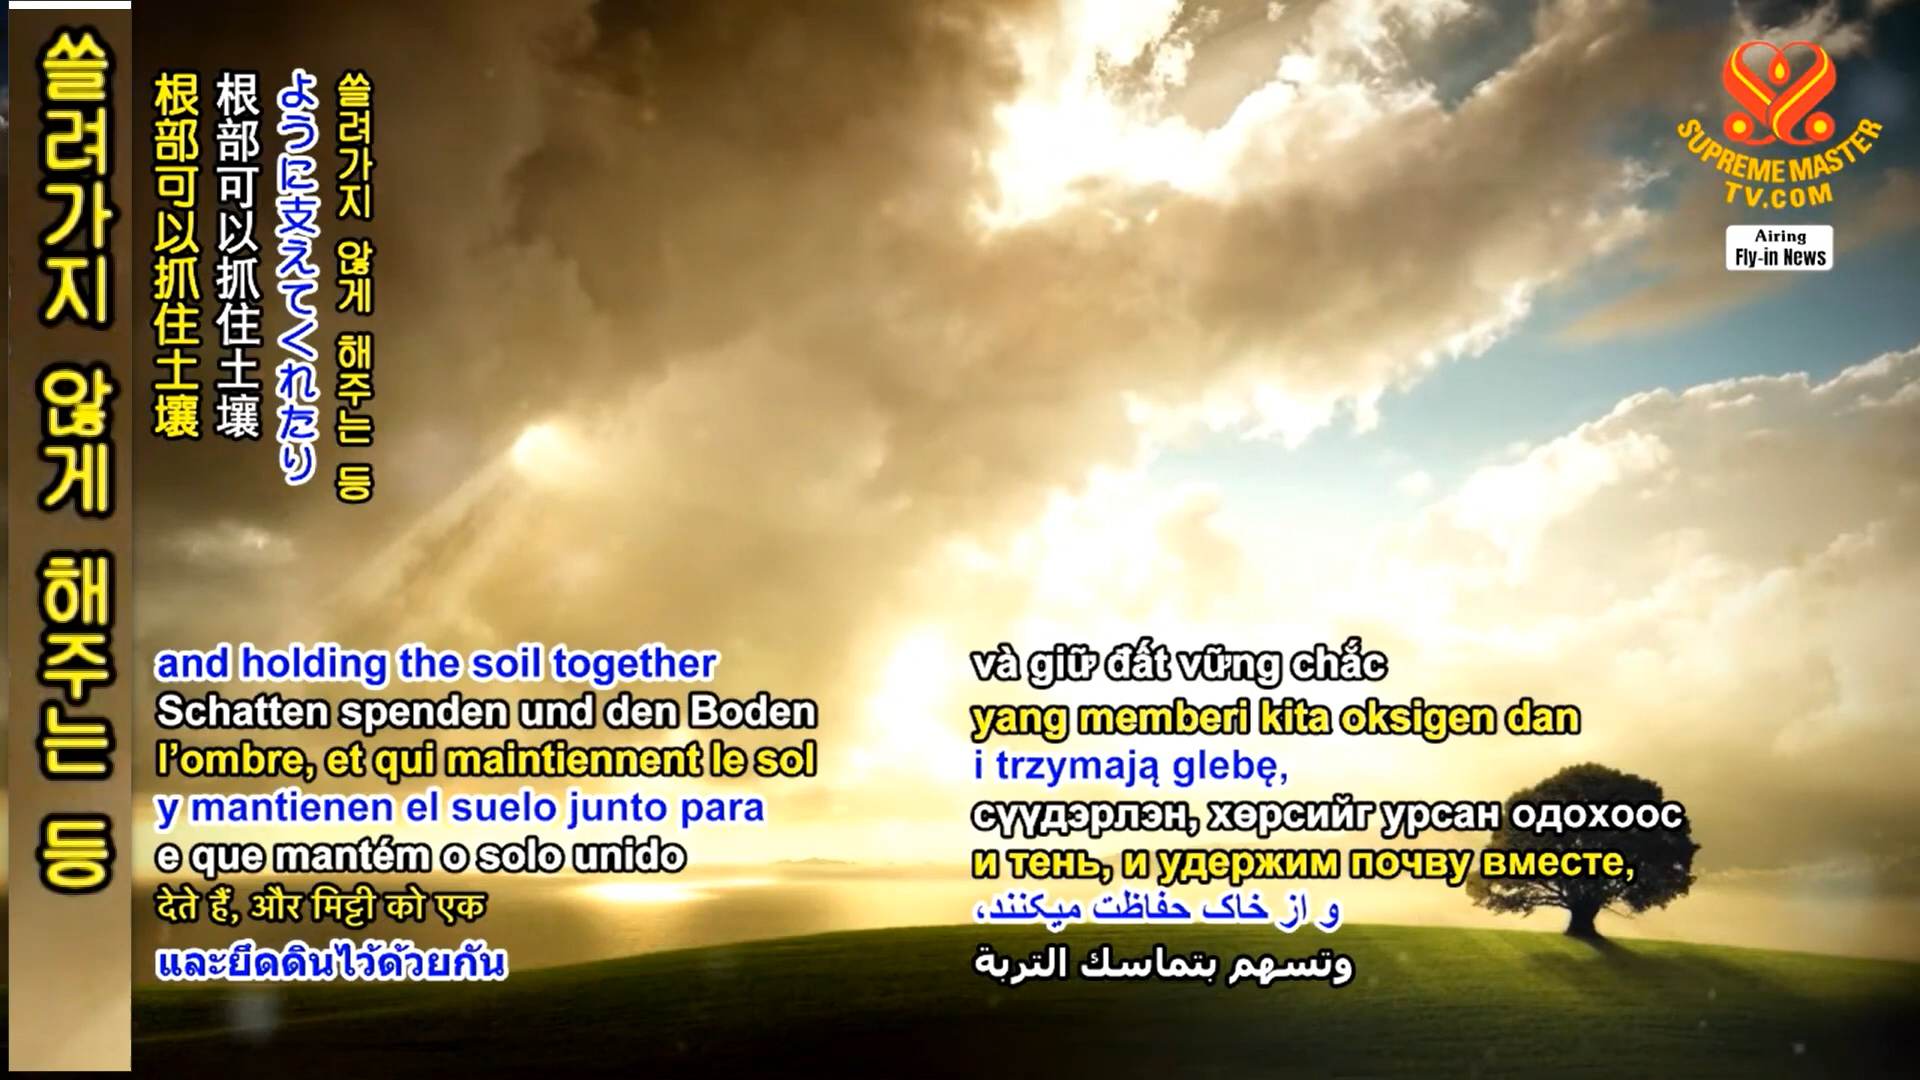 쓸려가지 않게 해주는 등
根部可以抓住土壤
根部可以抓住土壤
ように支えてくれたり
쓸려가지 않게 해주는 등
SUPREME MASTER
TV.COM
Airing
Fly-in News
and holding the soil together
Schatten spenden und den Boden
l’ombre, et qui maintiennent le sol
y mantienen el suelo junto para
e que mantém o solo unido
देते हैं, और मिट्टी को एक
และยึดดินไว้ด้วยกัน
và giữ đất vững chắc
yang memberi kita oksigen dan
i trzymają glebę,
сүүдэрлэн, хөрсийг урсан одохоос
и тень, и удержим почву вместе,
و از خاک حفاظت میکنند،
وتسهم بتماسك التربة